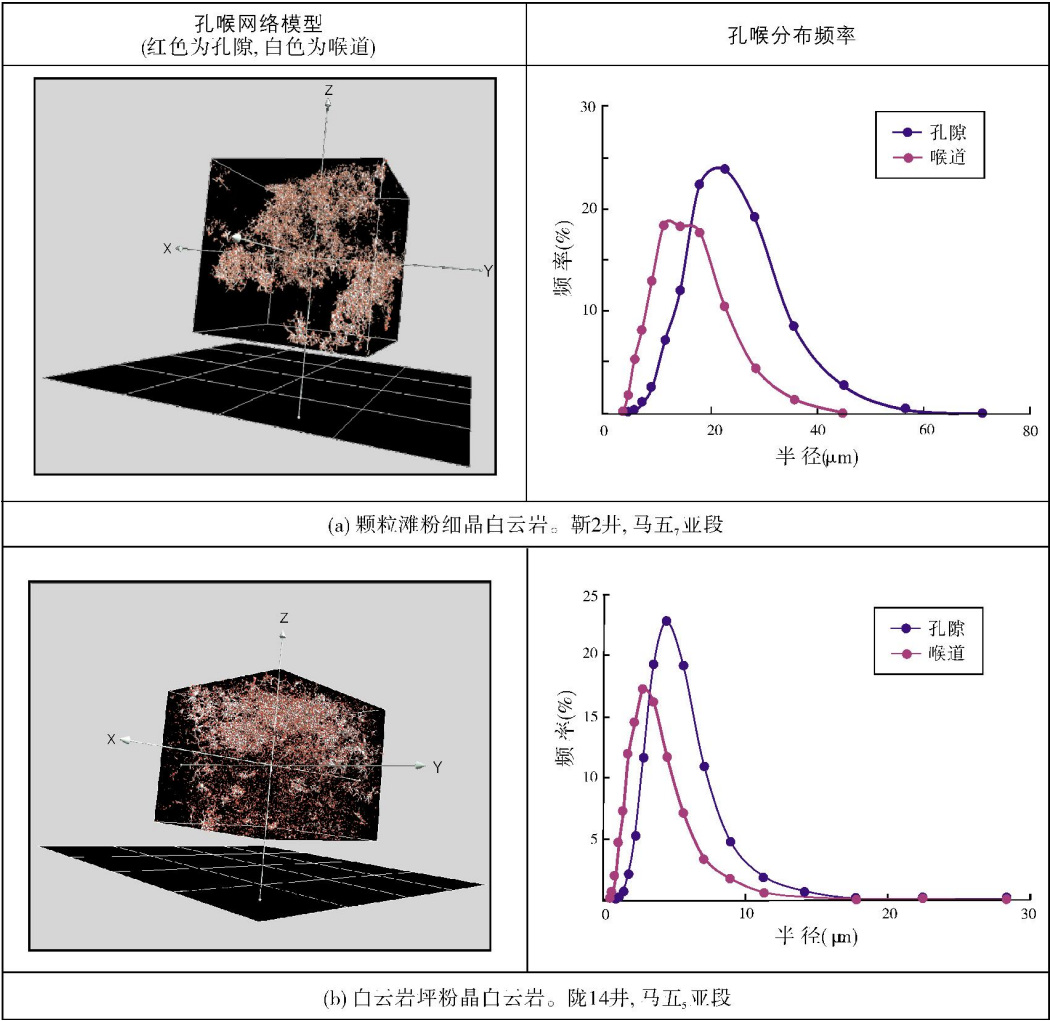 孔喉网络模型
(红色为孔隙, 白色为喉道)
孔喉分布频率
Z
X
Y
30
20
10
0
20
40
60
80
频 率(%)
半 径(μm)
孔隙
喉道
(a) 颗粒滩粉细晶白云岩。靳2井, 马五₇亚段
Z
X
Y
25
20
15
10
5
0
10
20
30
频 率(%)
半 径( μm)
孔隙
喉道
(b) 白云岩坪粉晶白云岩。陇14井, 马五₅亚段